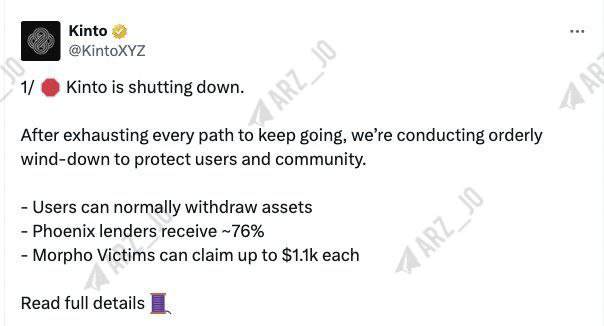 Kinto
@KintoXYZ
1/ 🛑 Kinto is shutting down.
After exhausting every path to keep going, we’re conducting orderly
wind-down to protect users and community.
- Users can normally withdraw assets
- Phoenix lenders receive ~76%
- Morpho Victims can claim up to $1.1k each
Read full details 🧵
ARZ_JO
ARZ_JO
ARZ_JO
ARZ_JO